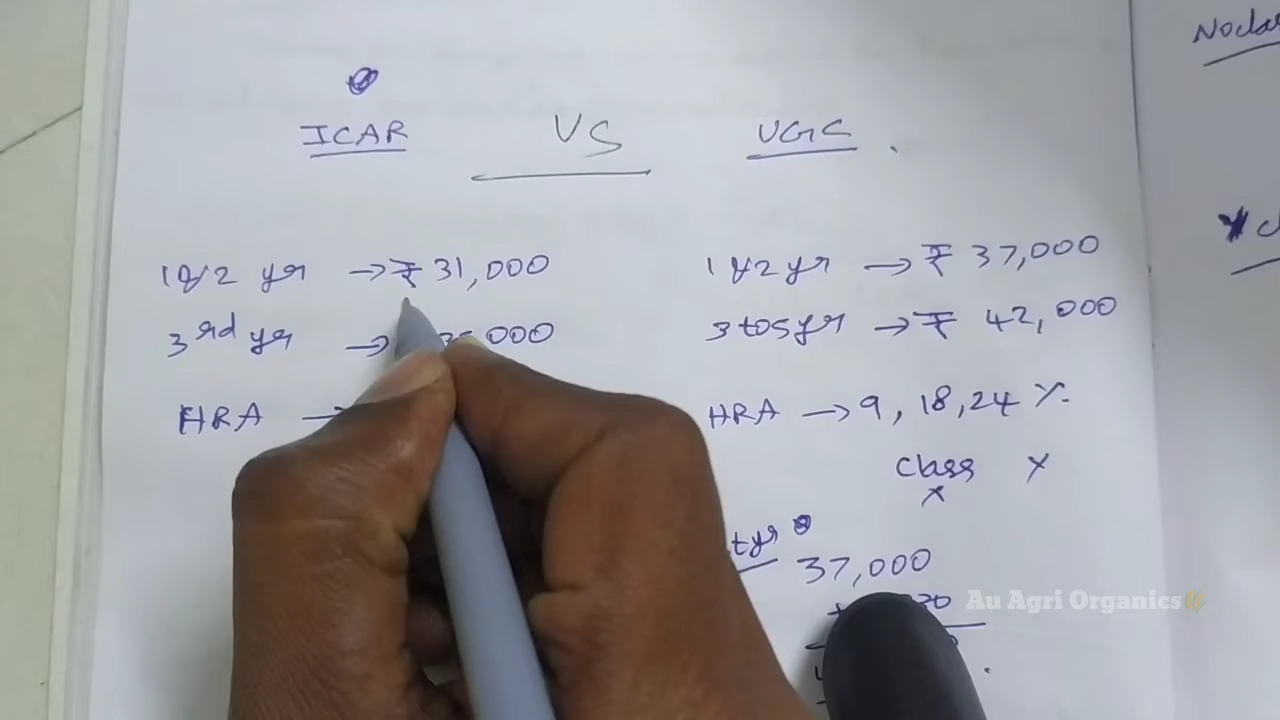 ICAR VS UGC .
1 & 2 yr → ₹ 31,000
3rd yr → 000
HRA →
1 & 2 yr → ₹ 37,000
3 to 5 yr → ₹ 42,000
HRA → 9, 18, 24 %
Class X
37,000
Au Agri Organics